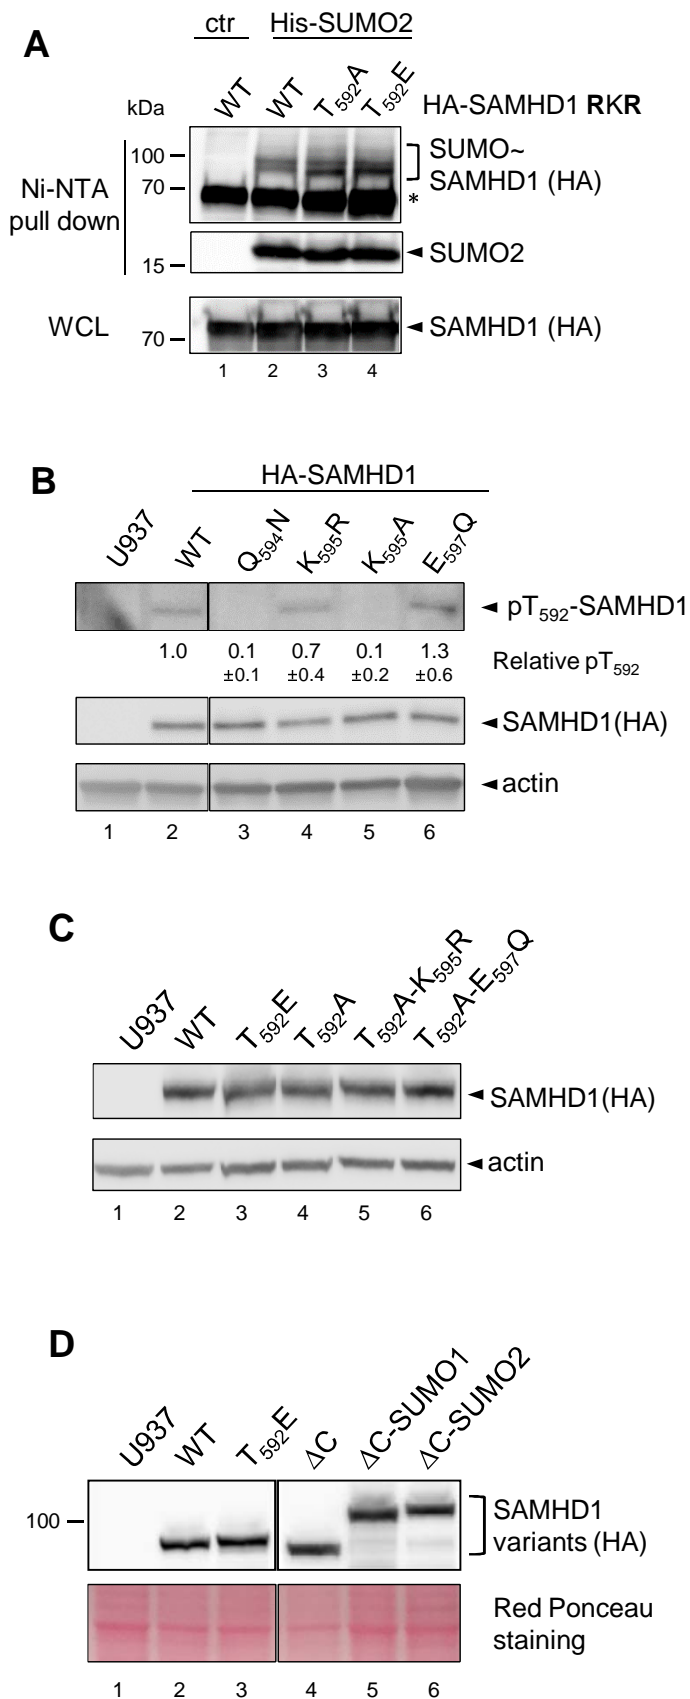 A
ctr His-SUMO2
WT WT T592A T592E HA-SAMHD1 RKR
kDa
100
70
Ni-NTA
pull down
SUMO~
SAMHD1 (HA)
*
15
SUMO2
WCL
70
SAMHD1 (HA)
1 2 3 4
B
HA-SAMHD1
U937 WT Q594N K595R K595A E597Q
pT592-SAMHD1
1.0 0.1 0.7 0.1 1.3
±0.1 ±0.4 ±0.2 ±0.6
Relative pT592
SAMHD1(HA)
actin
1 2 3 4 5 6
C
U937 WT T592E T592A T592A-K595R T592A-E597Q
SAMHD1(HA)
actin
1 2 3 4 5 6
D
U937 WT T592E ΔC ΔC-SUMO1 ΔC-SUMO2
100
SAMHD1
variants (HA)
Red Ponceau
staining
1 2 3 4 5 6